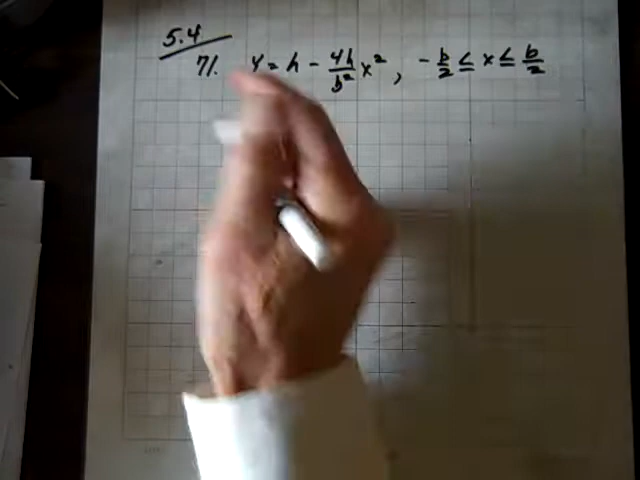 5.4
71. y = h - 4h/b² x² , - b/2 ≤ x ≤ b/2